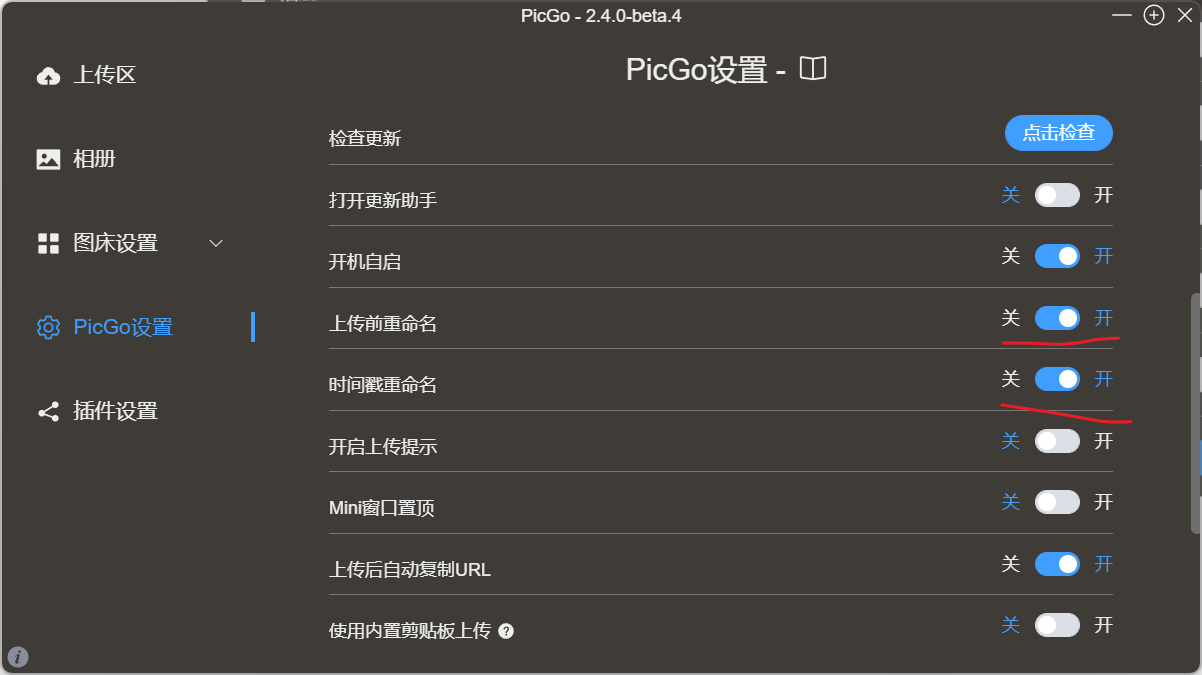 PicGo - 2.4.0-beta.4
上传区
相册
图床设置
PicGo设置
插件设置
PicGo设置 -
检查更新 点击检查
打开更新助手 关 开
开机自启 关 开
上传前重命名 关 开
时间戳重命名 关 开
开启上传提示 关 开
Mini窗口置顶 关 开
上传后自动复制URL 关 开
使用内置剪贴板上传 关 开